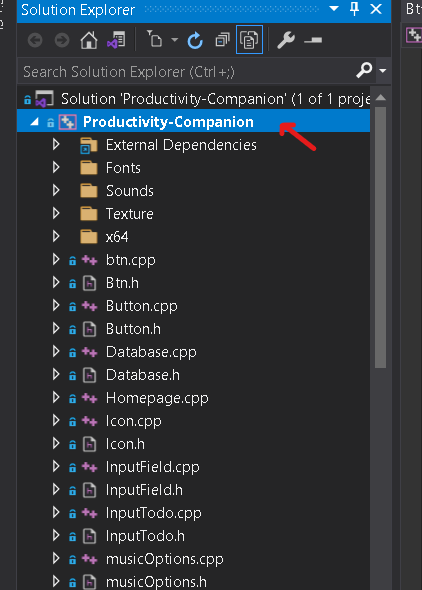 Solution Explorer
Bt
Search Solution Explorer (Ctrl+;)
Solution 'Productivity-Companion' (1 of 1 proje
Productivity-Companion
External Dependencies
Fonts
Sounds
Texture
x64
btn.cpp
Btn.h
Button.cpp
Button.h
Database.cpp
Database.h
Homepage.cpp
Icon.cpp
Icon.h
InputField.cpp
InputField.h
InputTodo.cpp
InputTodo.h
musicOptions.cpp
musicOptions.h